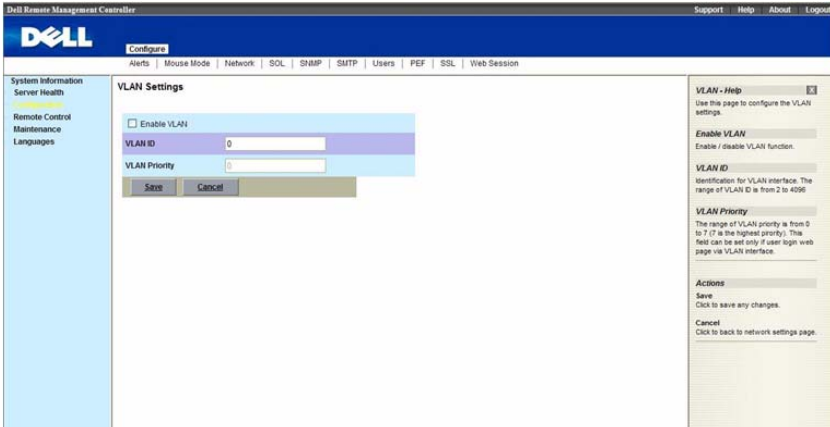 Dell Remote Management Controller
Support | Help | About | Logout
DELL
Configure
Alerts | Mouse Mode | Network | SOL | SNMP | SMTP | Users | PEF | SSL | Web Session
System Information
Server Health
Configuration
Remote Control
Maintenance
Languages
VLAN Settings
Enable VLAN
VLAN ID 0
VLAN Priority 0
Save Cancel
VLAN - Help X
Use this page to configure the VLAN
settings.
Enable VLAN
Enable / disable VLAN function.
VLAN ID
Identification for VLAN interface. The
range of VLAN ID is from 2 to 4096
VLAN Priority
The range of VLAN priority is from 0
to 7 (7 is the highest pirority). This
field can be set only if user login web
page via VLAN interface.
Actions
Save
Click to save any changes.
Cancel
Click to back to network settings page.